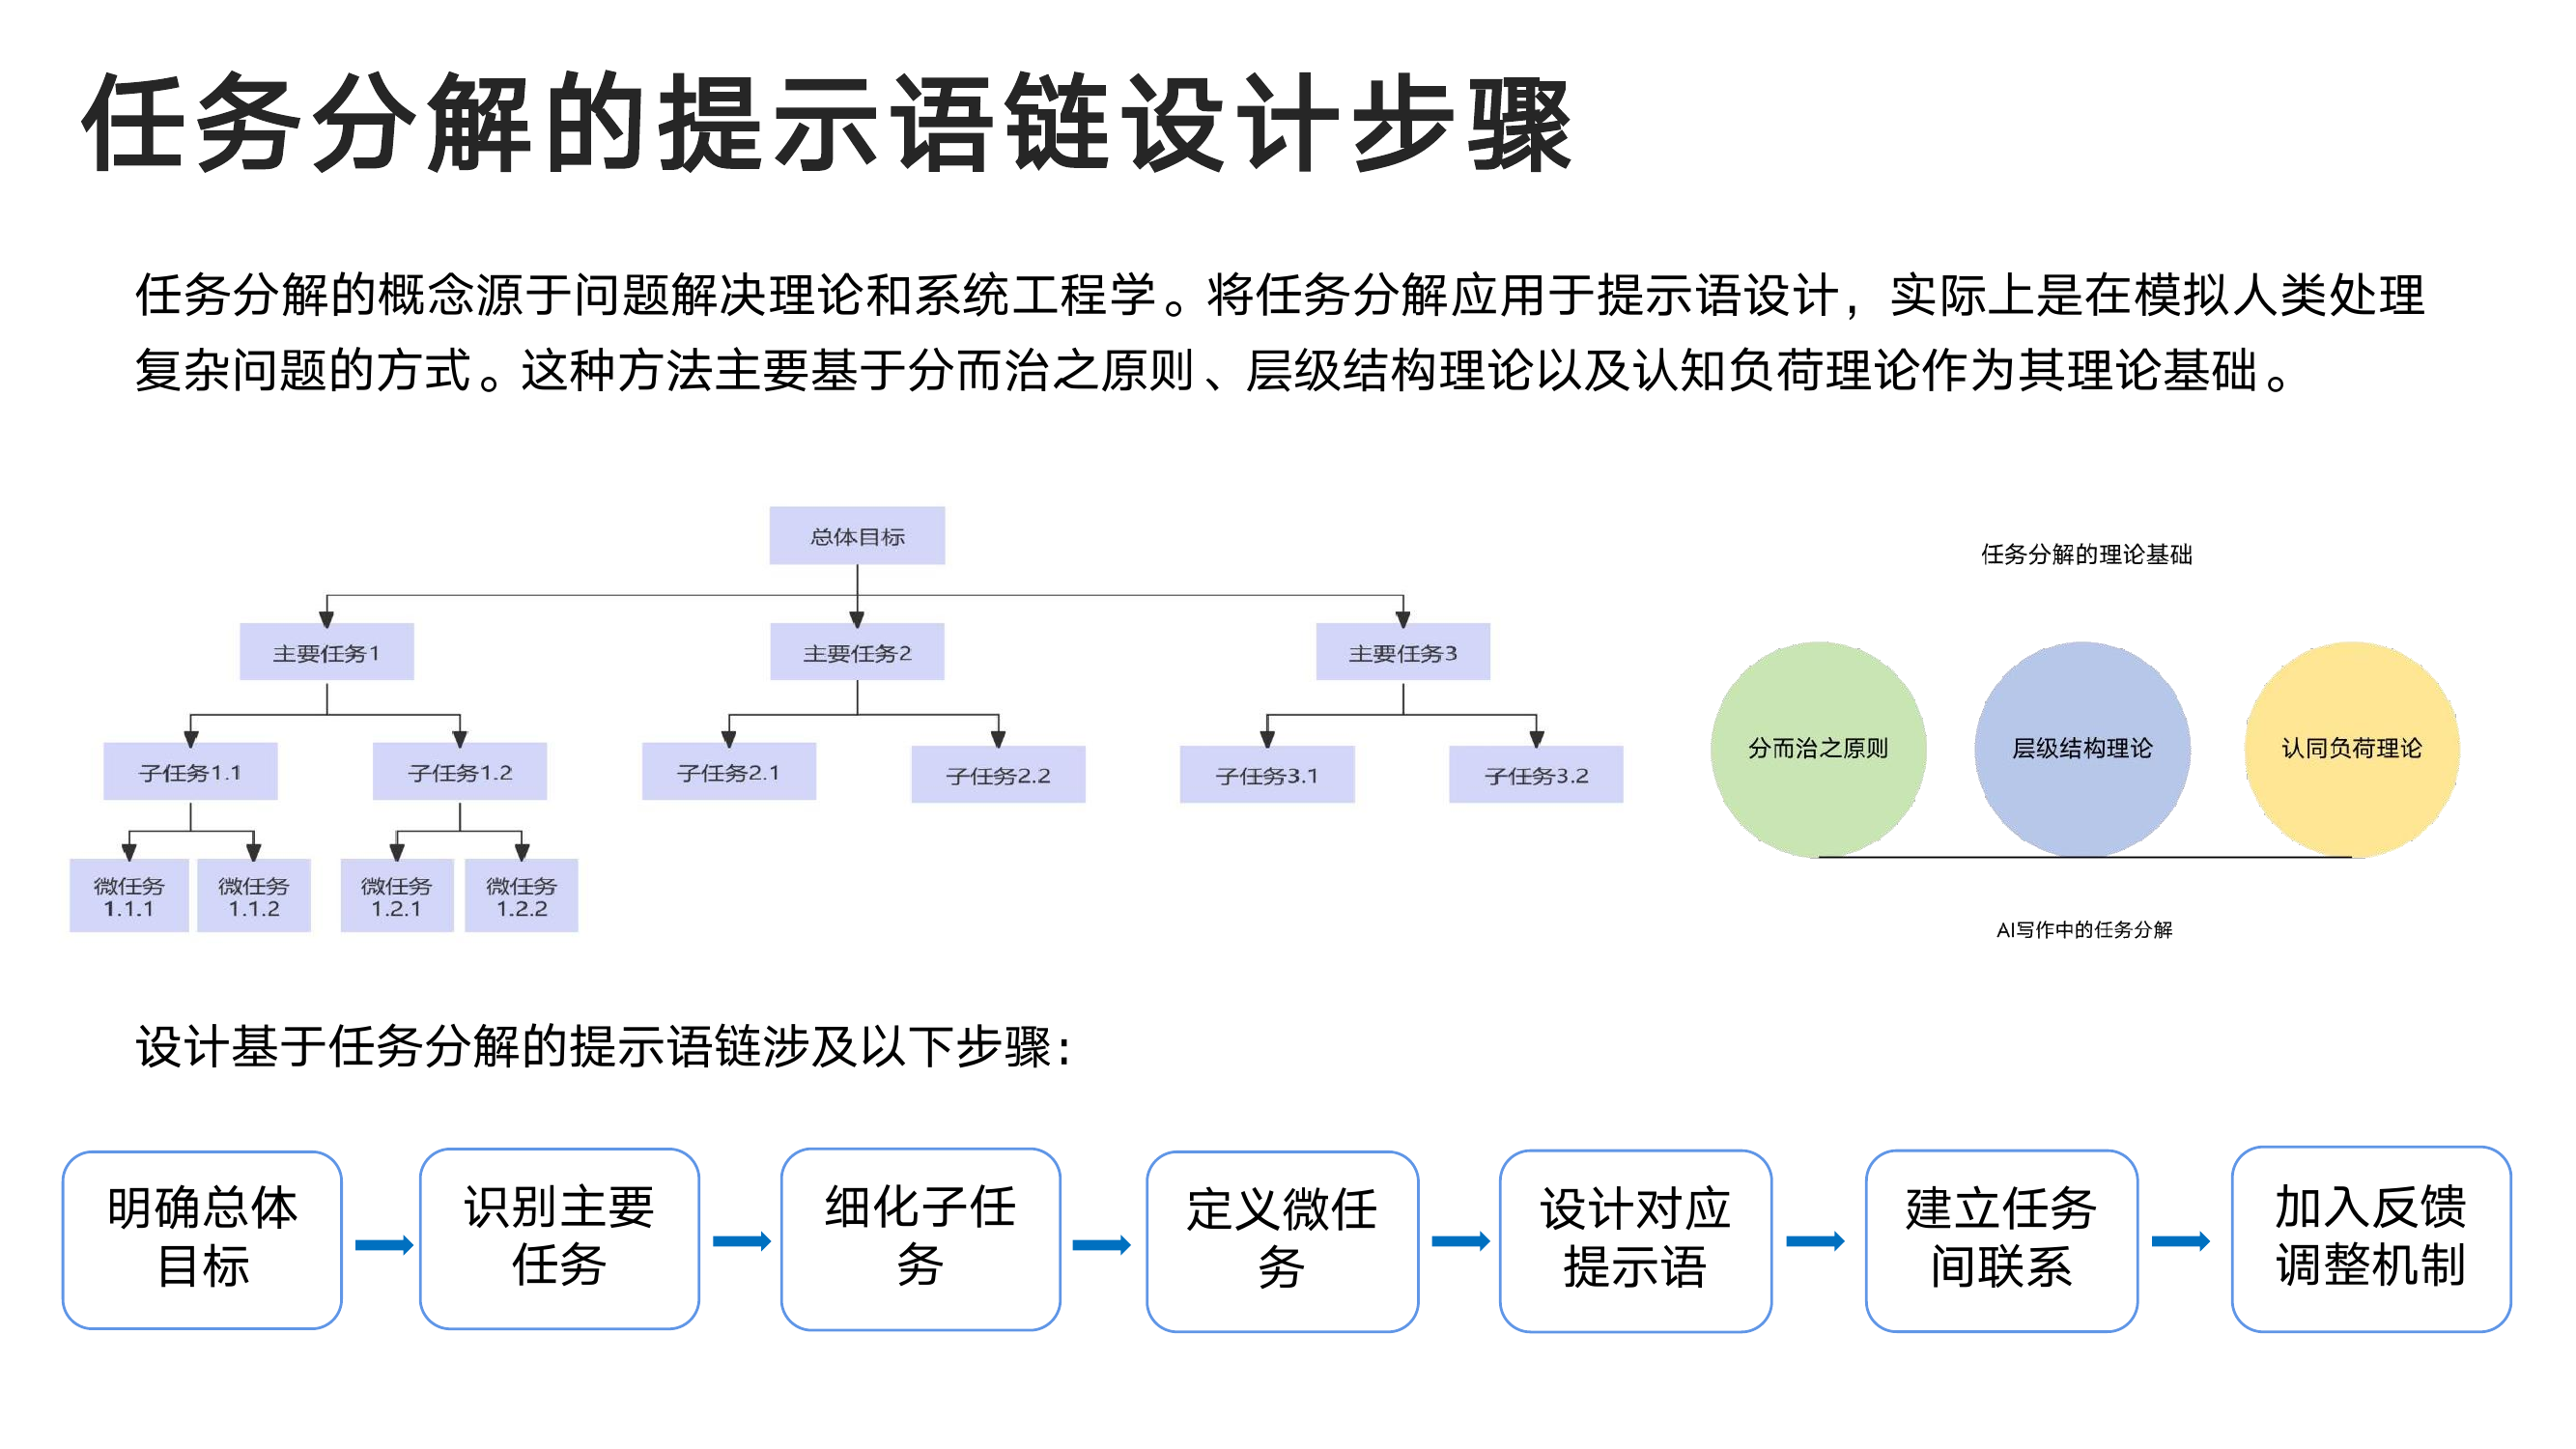 任务分解的提示语链设计步骤
任务分解的概念源于问题解决理论和系统工程学。将任务分解应用于提示语设计，实际上是在模拟人类处理
复杂问题的方式。这种方法主要基于分而治之原则、层级结构理论以及认知负荷理论作为其理论基础。
总体目标
主要任务1
主要任务2
主要任务3
子任务1.1
子任务1.2
子任务2.1
子任务2.2
子任务3.1
子任务3.2
微任务
1.1.1
微任务
1.1.2
微任务
1.2.1
微任务
1.2.2
任务分解的理论基础
分而治之原则
层级结构理论
认同负荷理论
AI写作中的任务分解
设计基于任务分解的提示语链涉及以下步骤：
明确总体
目标
识别主要
任务
细化子任
务
定义微任
务
设计对应
提示语
建立任务
间联系
加入反馈
调整机制